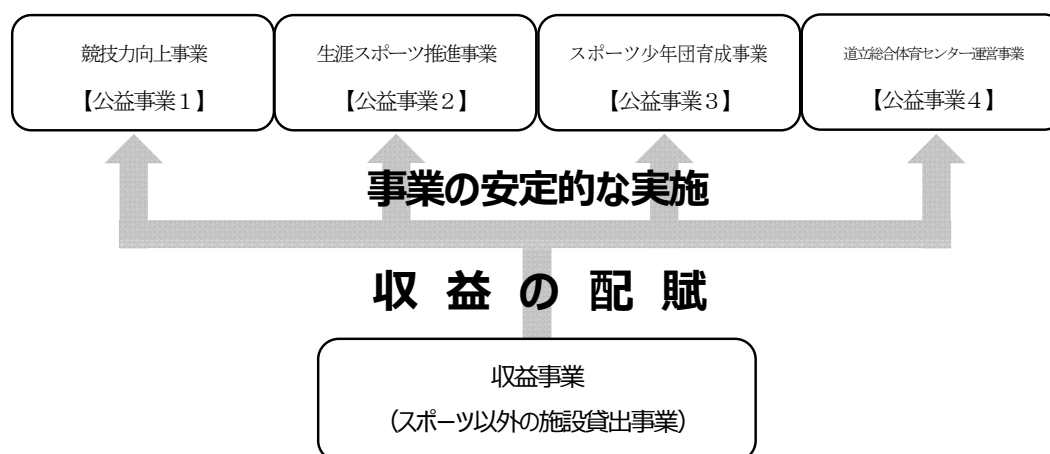 競技力向上事業
【公益事業１】
生涯スポーツ推進事業
【公益事業２】
スポーツ少年団育成事業
【公益事業３】
道立総合体育センター運営事業
【公益事業４】
事業の安定的な実施
収益の配賦
収益事業
（スポーツ以外の施設貸出事業）